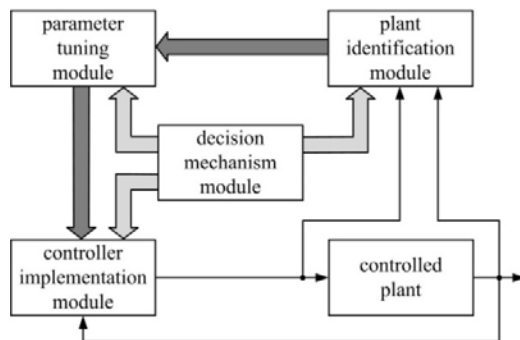 parameter
tuning
module
plant
identification
module
decision
mechanism
module
controller
implementation
module
controlled
plant